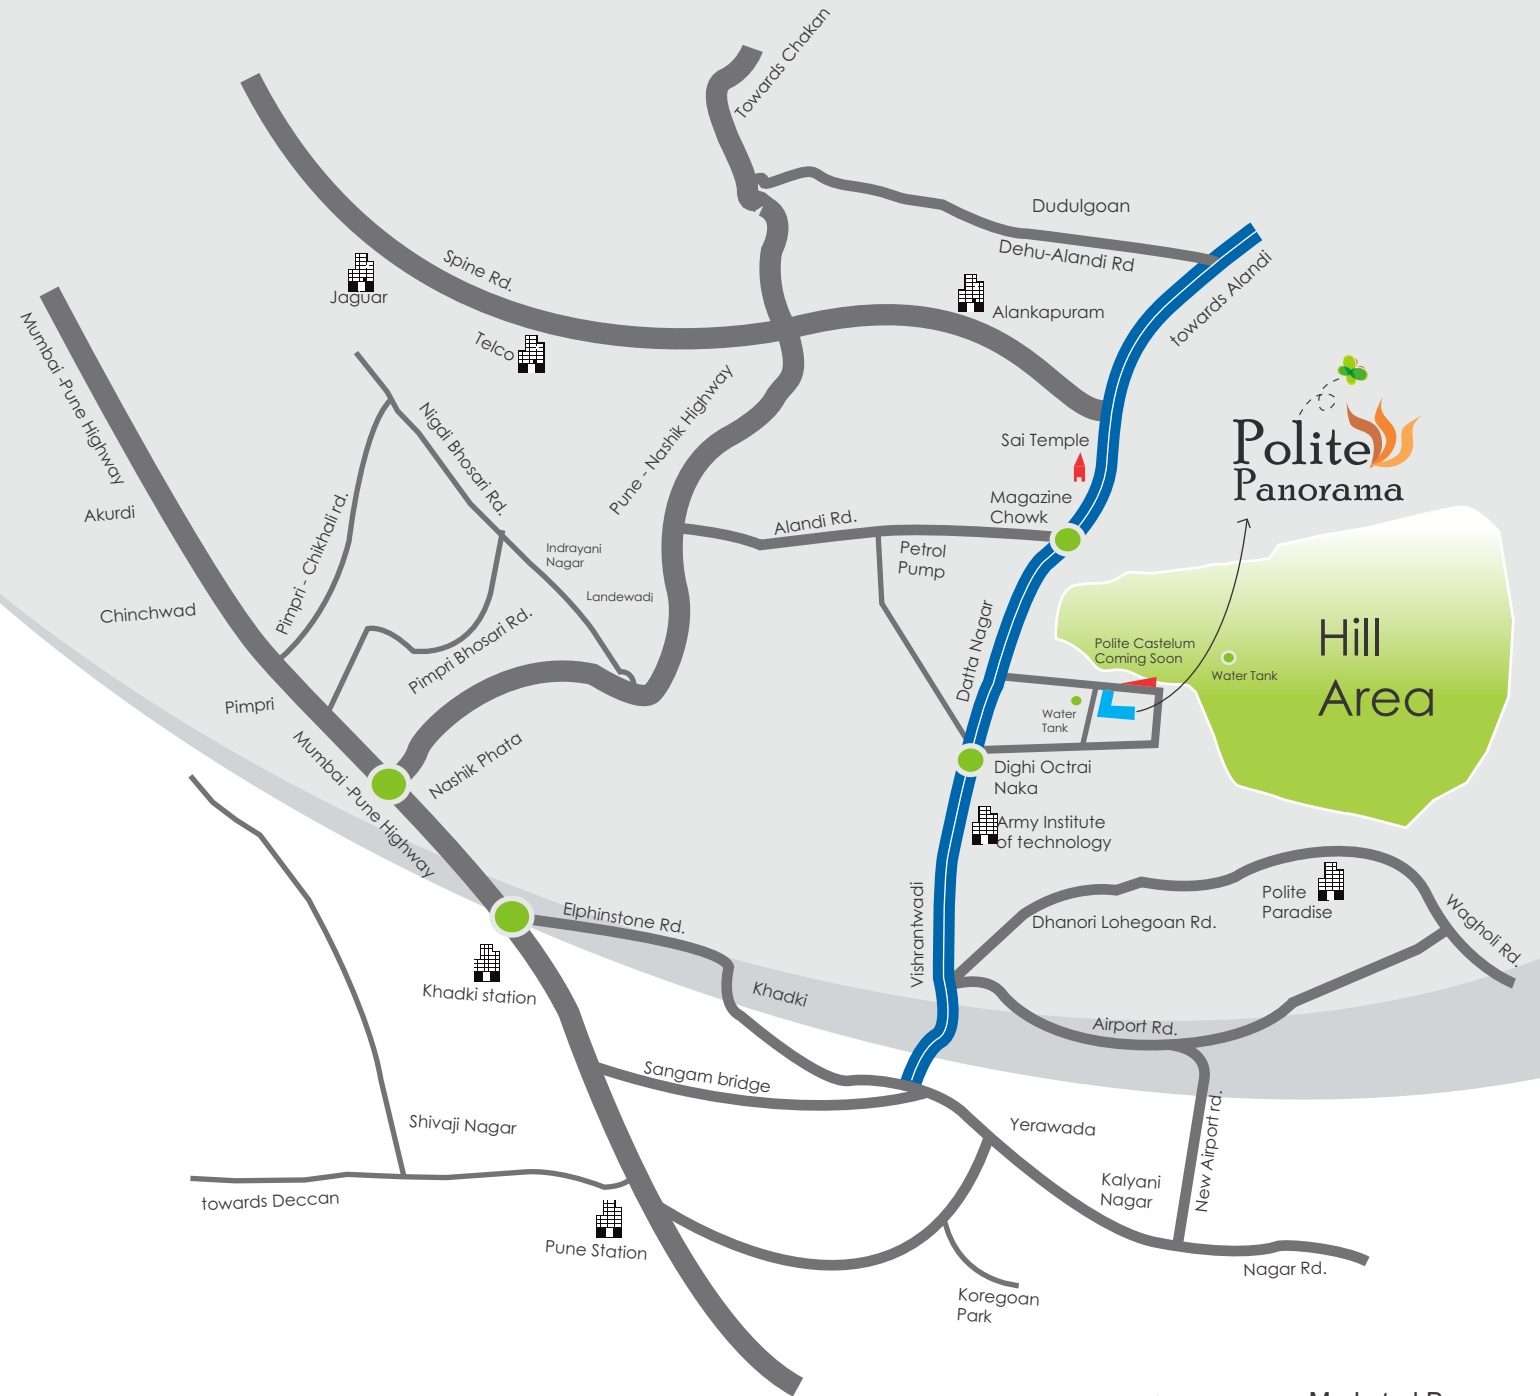 Towards Chakan
Dudulgoan
Dehu-Alandi Rd
towards Alandi
Spine Rd.
Jaguar
Telco
Alankapuram
Mumbai -Pune Highway
Nigdi Bhosari Rd.
Pune - Nashik Highway
Sai Temple
Polite
Panorama
Magazine
Chowk
Akurdi
Pimpri - Chikhali rd.
Alandi Rd.
Petrol
Pump
Indrayani
Nagar
Landewadi
Chinchwad
Pimpri Bhosari Rd.
Datta Nagar
Polite Castelum
Coming Soon
Water Tank
Hill
Area
Pimpri
Water
Tank
Mumbai -Pune Highway
Nashik Phata
Dighi Octrai
Naka
Army Institute
of technology
Vishrantwadi
Polite
Paradise
Dhanori Lohegoan Rd.
Wagholi Rd.
Elphinstone Rd.
Khadki station
Khadki
Airport Rd.
Sangam bridge
Shivaji Nagar
Yerawada
New Airport rd.
Kalyani
Nagar
towards Deccan
Pune Station
Nagar Rd.
Koregoan
Park